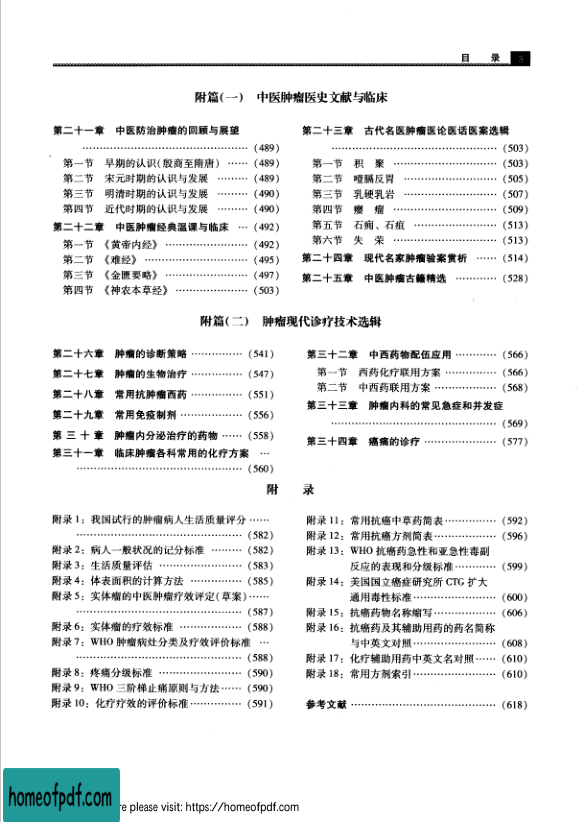 目 录 3
附篇(一) 中医肿瘤医史文献与临床
第二十一章 中医防治肿瘤的回顾与展望
…………………………………… (489)
第一节 早期的认识(殷商至隋唐) …… (489)
第二节 宋元时期的认识与发展 ……… (489)
第三节 明清时期的认识与发展 ……… (490)
第四节 近代时期的认识与发展 ……… (490)
第二十二章 中医肿瘤经典温课与临床 … (492)
第一节 《黄帝内经》 ………………… (492)
第二节 《难经》 ……………………… (495)
第三节 《金匮要略》 ………………… (497)
第四节 《神农本草经》 ……………… (503)
第二十三章 古代名医肿瘤医论医话医案选辑
…………………………………… (503)
第一节 积 聚 ……………………… (503)
第二节 噎膈反胃 …………………… (505)
第三节 乳硬乳岩 …………………… (507)
第四节 瘿 瘤 ……………………… (509)
第五节 石痈、石疽 ………………… (513)
第六节 失 荣 ……………………… (513)
第二十四章 现代名家肿瘤验案赏析 …… (514)
第二十五章 中医肿瘤古籍精选 ………… (528)
附篇(二) 肿瘤现代诊疗技术选辑
第二十六章 肿瘤的诊断策略 …………… (541)
第二十七章 肿瘤的生物治疗 …………… (547)
第二十八章 常用抗肿瘤西药 …………… (551)
第二十九章 常用免疫制剂 ……………… (556)
第 三 十 章 肿瘤内分泌治疗的药物 …… (558)
第三十一章 临床肿瘤各科常用的化疗方案 …
…………………………………… (560)
第三十二章 中西药物配伍应用 ………… (566)
第一节 西药化疗联用方案 …………… (566)
第二节 中西药联用方案 ……………… (568)
第三十三章 肿瘤内科的常见急症和并发症
…………………………………… (569)
第三十四章 癌痛的诊疗 ……………… (577)
附 录
附录 1：我国试行的肿瘤病人生活质量评分 ……
…………………………………… (582)
附录 2：病人一般状况的记分标准 ……… (582)
附录 3：生活质量评估 ………………… (583)
附录 4：体表面积的计算方法 ………… (585)
附录 5：实体瘤的中医肿瘤疗效评定(草案)……
…………………………………… (587)
附录 6：实体瘤的疗效标准 …………… (588)
附录 7：WHO 肿瘤病灶分类及疗效评价标准 …
…………………………………… (588)
附录 8：疼痛分级标准 ………………… (590)
附录 9：WHO 三阶梯止痛原则与方法…… (590)
附录 10：化疗疗效的评价标准…………… (591)
附录 11：常用抗癌中草药简表…………… (592)
附录 12：常用抗癌方剂简表……………… (596)
附录 13：WHO 抗癌药急性和亚急性毒副
反应的表现和分级标准………… (599)
附录 14：美国国立癌症研究所 CTG 扩大
通用毒性标准………………… (600)
附录 15：抗癌药物名称缩写……………… (606)
附录 16：抗癌药及其辅助用药的药名简称
与中英文对照………………… (608)
附录 17：化疗辅助用药中英文名对照…… (610)
附录 18：常用方剂索引…………………… (610)
参考文献 ……………………………… (618)
homeofpdf.com
re please visit: https://homeofpdf.com